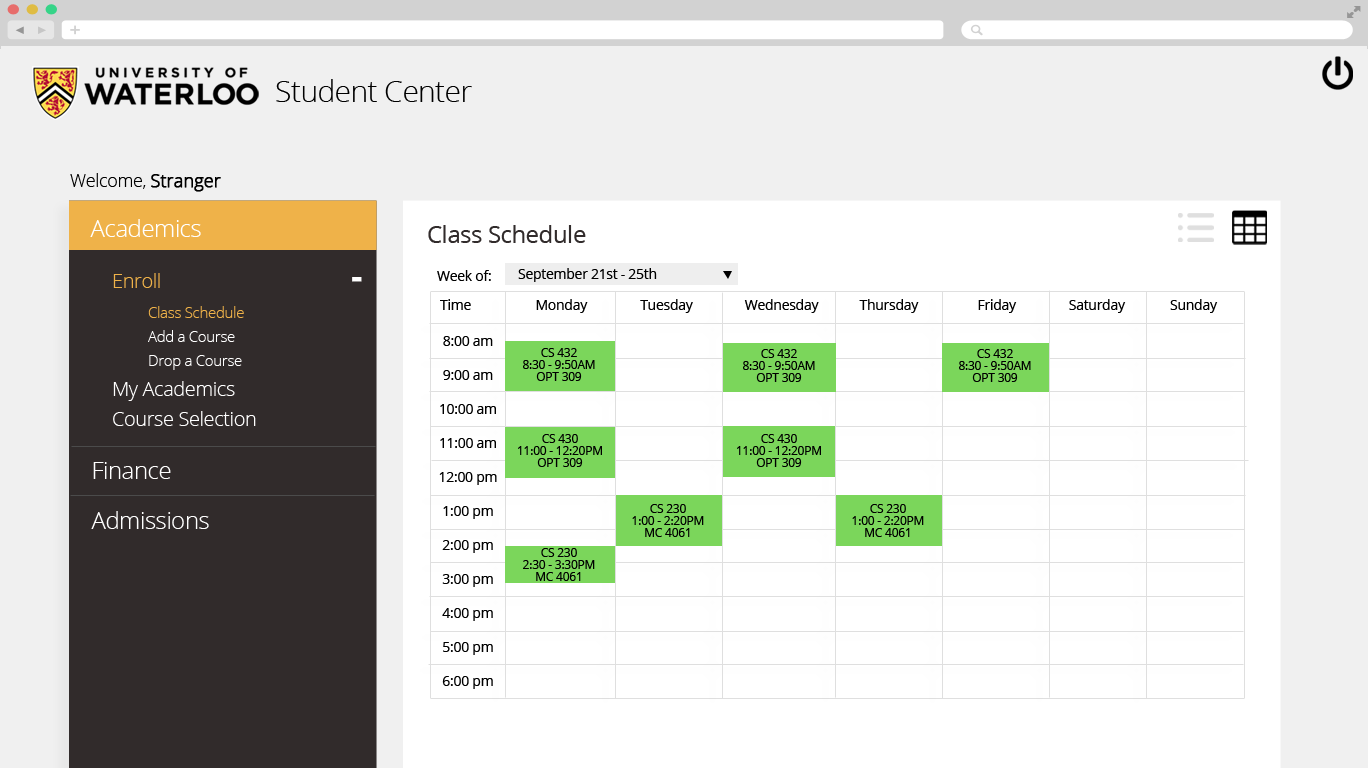 UNIVERSITY OF
WATERLOO
Student Center
Welcome, Stranger
Academics
Enroll
Class Schedule
Add a Course
Drop a Course
My Academics
Course Selection
Finance
Admissions
Class Schedule
Week of: September 21st - 25th
Time Monday Tuesday Wednesday Thursday Friday Saturday Sunday
8:00 am
CS 432 CS 432 CS 432
8:30 - 9:50AM 8:30 - 9:50AM 8:30 - 9:50AM
9:00 am
OPT 309 OPT 309 OPT 309
10:00 am
11:00 am
CS 430 CS 430
11:00 - 12:20PM 11:00 - 12:20PM
OPT 309 OPT 309
12:00 pm
1:00 pm
CS 230 CS 230
1:00 - 2:20PM 1:00 - 2:20PM
MC 4061 MC 4061
2:00 pm
CS 230
2:30 - 3:30PM
MC 4061
3:00 pm
4:00 pm
5:00 pm
6:00 pm